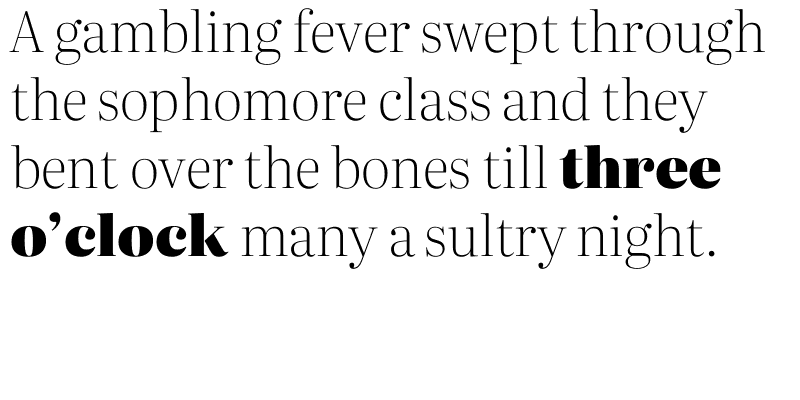 A gambling fever swept through
the sophomore class and they
bent over the bones till three
o’clock many a sultry night.